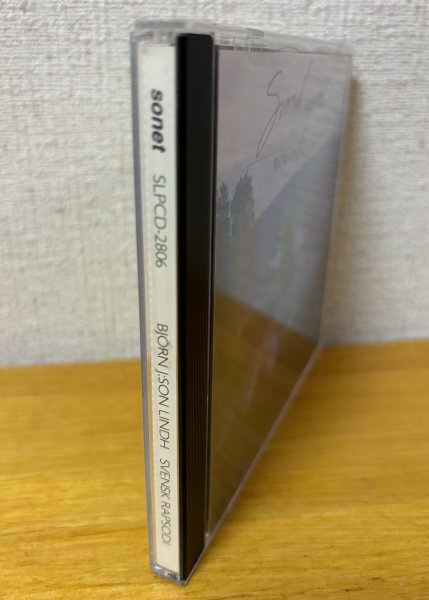 sonet SLPCD-2806 BJÖRN J:SON LINDH SVENSK RAPSODI